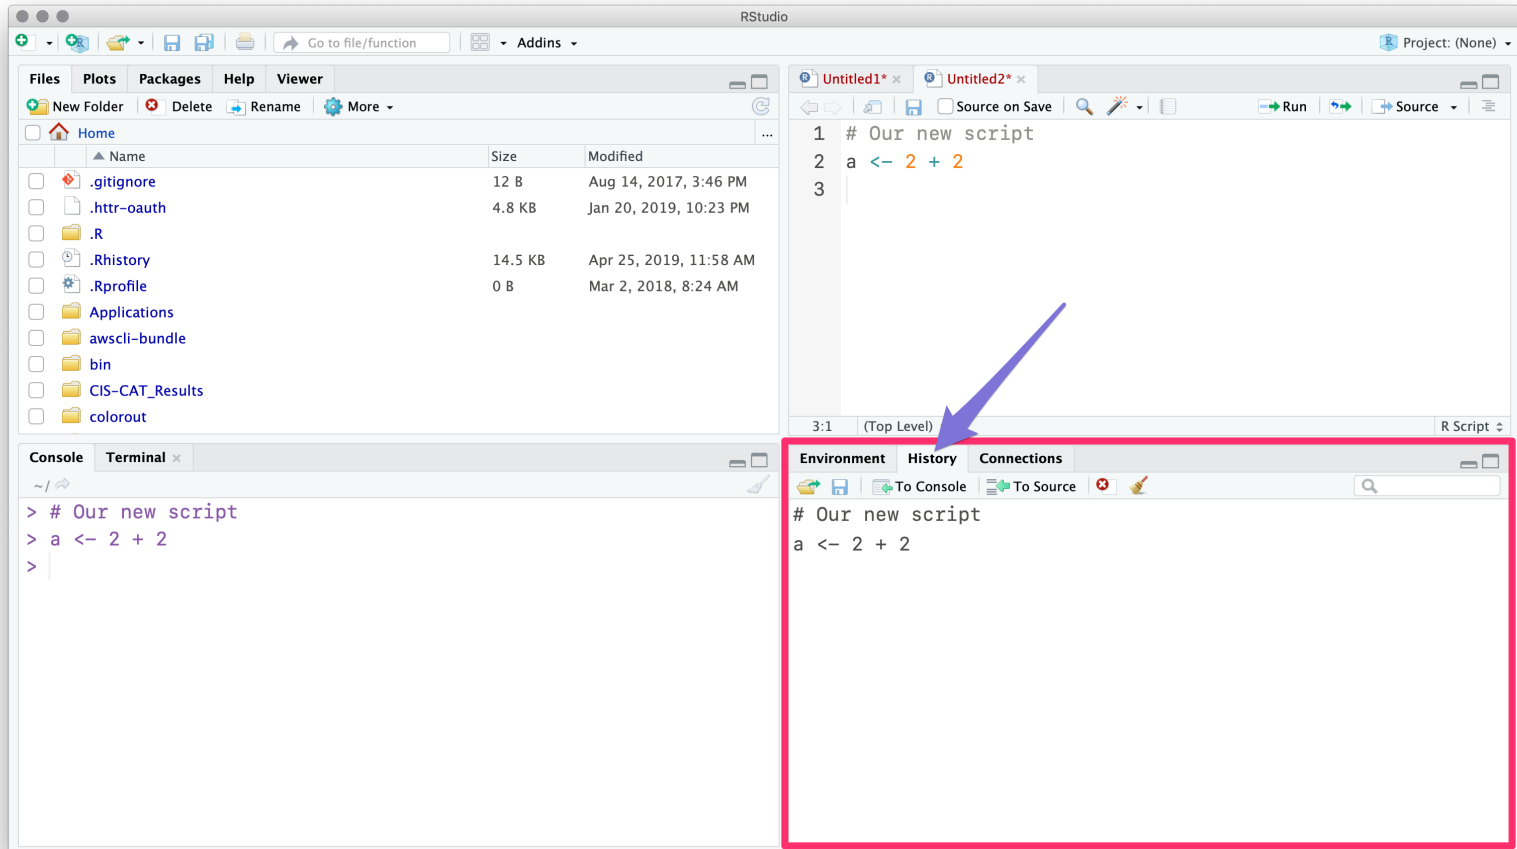 RStudio
Go to file/function
Addins
Project: (None)
Files Plots Packages Help Viewer
New Folder Delete Rename More
Home ...
Name Size Modified
.gitignore 12 B Aug 14, 2017, 3:46 PM
.httr-oauth 4.8 KB Jan 20, 2019, 10:23 PM
.R
.Rhistory 14.5 KB Apr 25, 2019, 11:58 AM
.Rprofile 0 B Mar 2, 2018, 8:24 AM
Applications
awscli-bundle
bin
CIS-CAT_Results
colorout
Untitled1* Untitled2*
Source on Save Run Source
1 # Our new script
2 a <- 2 + 2
3
3:1 (Top Level) R Script
Console Terminal
~/
> # Our new script
> a <- 2 + 2
>
Environment History Connections
To Console To Source
# Our new script
a <- 2 + 2